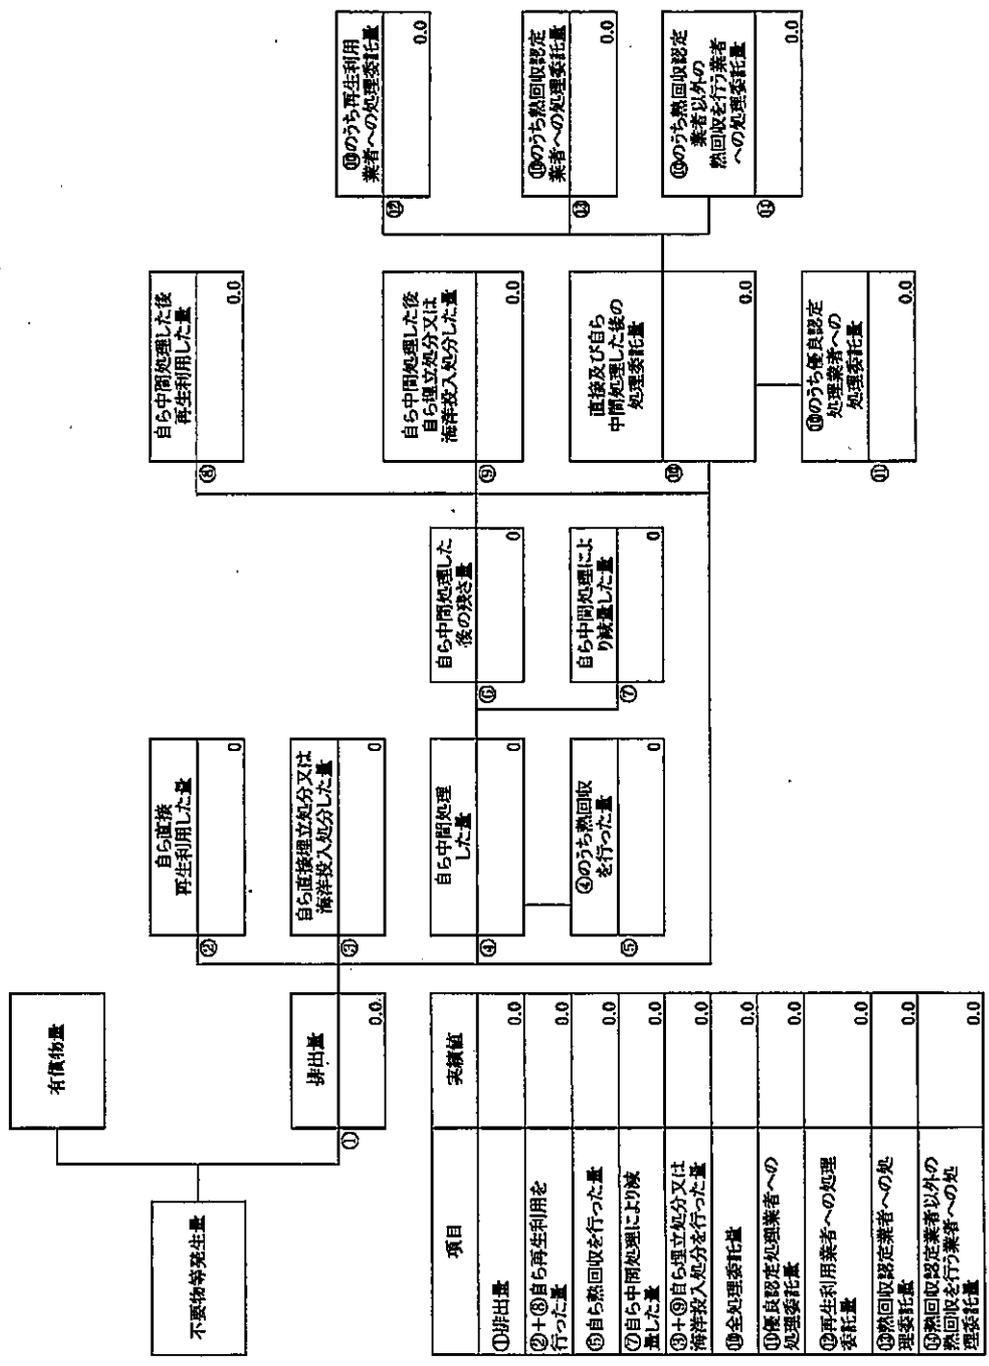 不要物等発生量
有償物量
①
排出量
0.0
②
自ら直接
再生利用した量
0
③
自ら直接埋立処分又は
海洋投入処分した量
0
④
自ら中間処理
した量
0
⑤
④のうち熱回収
を行った量
0
⑥
自ら中間処理した
後の残さ量
0
⑦
自ら中間処理によ
り減量した量
0
⑧
自ら中間処理した後
再生利用した量
0.0
⑨
自ら中間処理した後
自ら埋立処分又は
海洋投入処分した量
0.0
⑩
直接及び自ら
中間処理した後の
処理委託量
0.0
⑪
⑩のうち優良認定
処理業者への
処理委託量
0.0
⑫
⑩のうち再生利用
業者への処理委託量
0.0
⑬
⑩のうち熱回収認定
業者への処理委託量
0.0
⑭
⑩のうち熱回収認定
業者以外の
熱回収を行う業者
への処理委託量
0.0
項目 実績値
①排出量 0.0
②+⑧自ら再生利用を
行った量 0.0
⑤自ら熱回収を行った量 0.0
⑦自ら中間処理により減
量した量 0.0
③+⑨自ら埋立処分又は
海洋投入処分を行った量 0.0
⑩全処理委託量 0.0
⑪優良認定処理業者への
処理委託量 0.0
⑫再生利用業者への処理
委託量 0.0
⑬熱回収認定業者への処
理委託量 0.0
⑭熱回収認定業者以外の
熱回収を行う業者への処
理委託量 0.0